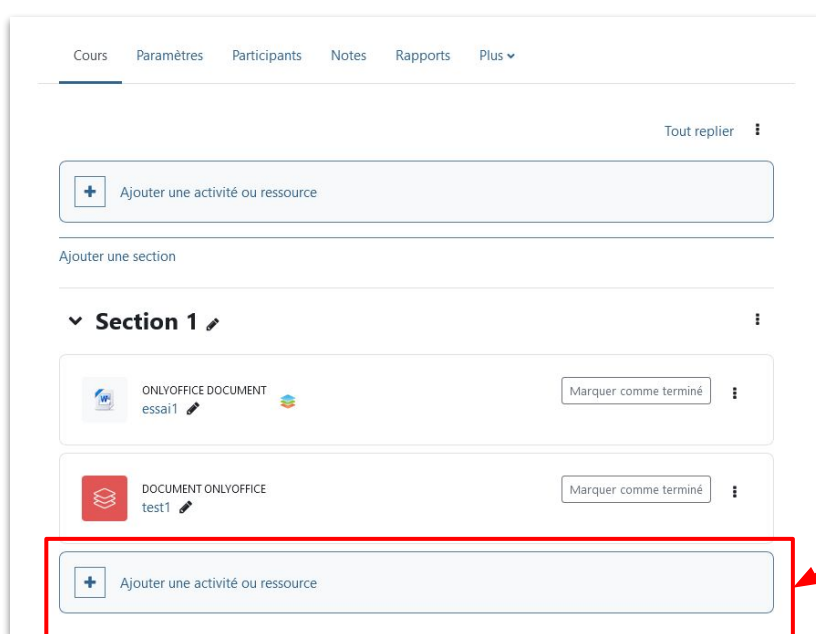 Cours Paramètres Participants Notes Rapports Plus
Tout replier
Ajouter une activité ou ressource
Ajouter une section
Section 1
ONLYOFFICE DOCUMENT
essai1
Marquer comme terminé
DOCUMENT ONLYOFFICE
test1
Marquer comme terminé
Ajouter une activité ou ressource